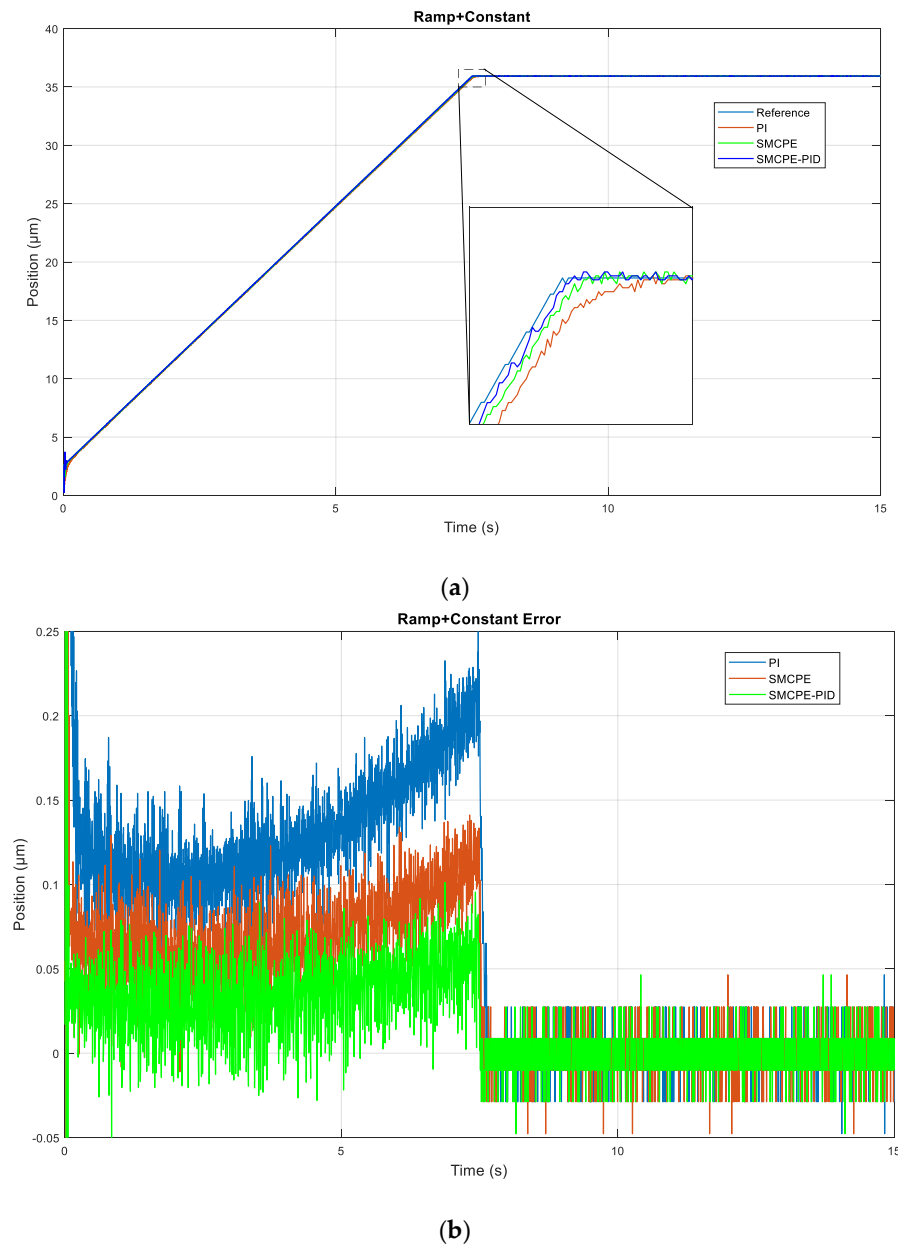 Ramp+Constant
40
35
30
25
20
15
10
5
0
Position (µm)
Reference
PI
SMCPE
SMCPE-PID
0
5
10
15
Time (s)
(a)
Ramp+Constant Error
0.25
0.2
0.15
0.1
0.05
0
-0.05
Position (µm)
PI
SMCPE
SMCPE-PID
0
5
10
15
Time (s)
(b)